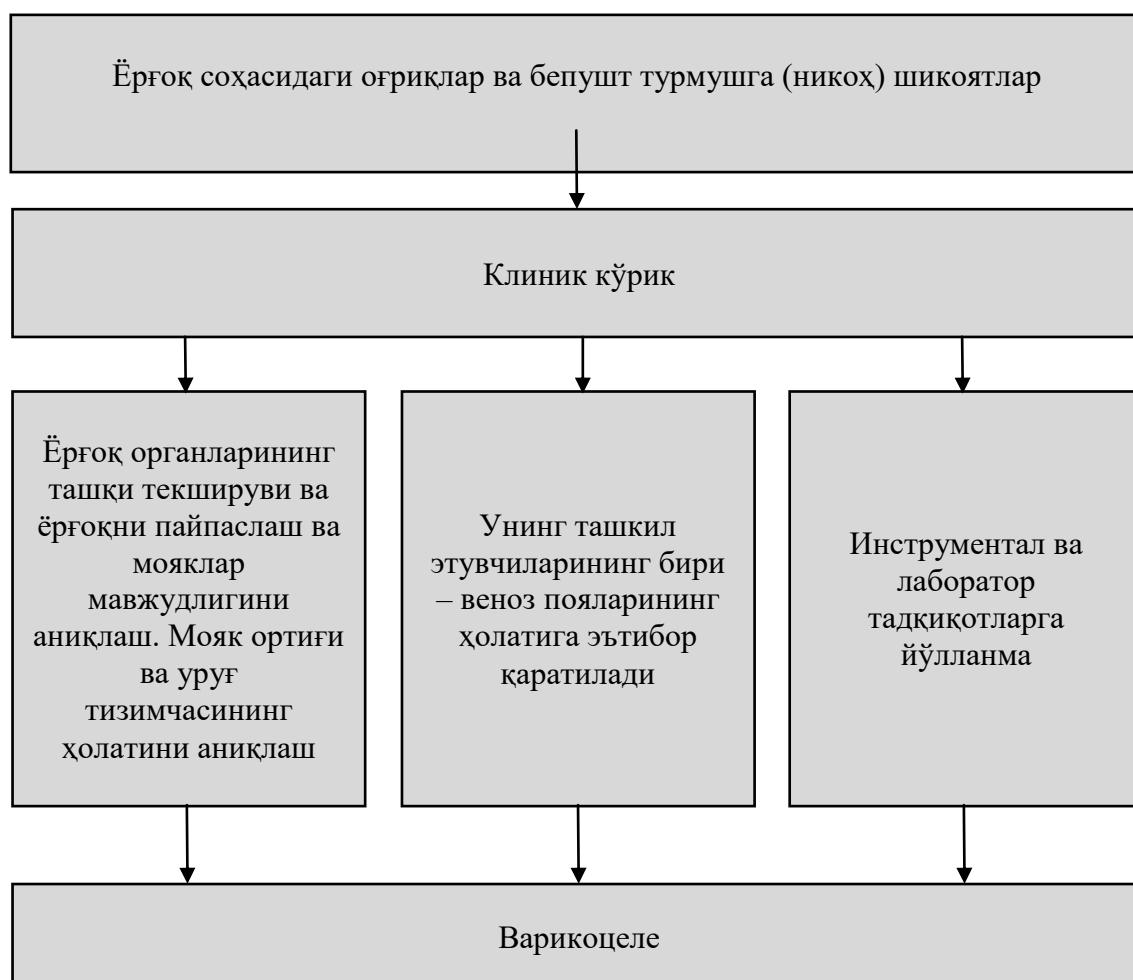 Ёрғоқ соҳасидаги оғриқлар ва бепушт турмушга (никоҳ) шикоятлар
Клиник кўрик
Ёрғоқ органларининг
ташқи текшируви ва
ёрғоқни пайпаслаш ва
мояклар
мавжудлигини
аниқлаш. Мояк ортиғи
ва уруғ
тизимчасининг
ҳолатини аниқлаш
Унинг ташкил
этувчиларининг бири
– веноз пояларининг
ҳолатига эътибор
қаратилади
Инструментал ва
лаборатор
тадқиқотларга
йўлланма
Варикоцеле